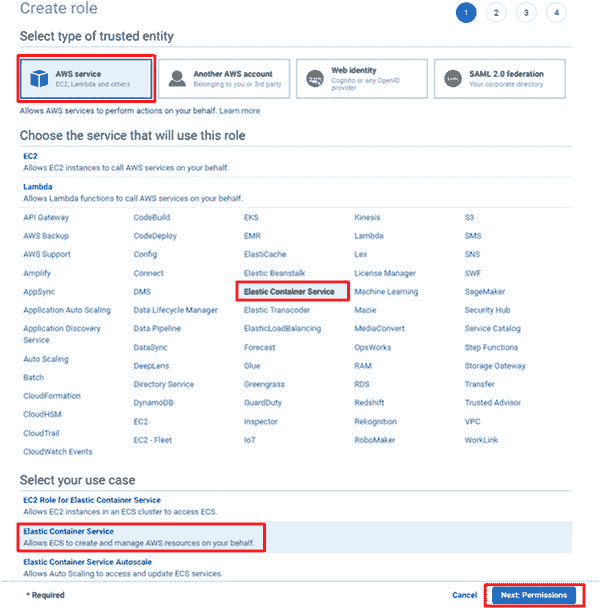 Create role
1 2 3 4
Select type of trusted entity
AWS service
EC2, Lambda and others
Another AWS account
Belonging to you or 3rd party
Web identity
Cognito or any OpenID
provider
SAML 2.0 federation
Your corporate directory
Allows AWS services to perform actions on your behalf. Learn more
Choose the service that will use this role
EC2
Allows EC2 instances to call AWS services on your behalf.
Lambda
Allows Lambda functions to call AWS services on your behalf.
API Gateway
AWS Backup
AWS Support
Amplify
AppSync
Application Auto Scaling
Application Discovery
Service
Auto Scaling
Batch
CloudFormation
CloudHSM
CloudTrail
CloudWatch Events
CodeBuild
CodeDeploy
Config
Connect
DMS
Data Lifecycle Manager
Data Pipeline
DataSync
DeepLens
Directory Service
DynamoDB
EC2
EC2 - Fleet
EKS
EMR
ElastiCache
Elastic Beanstalk
Elastic Container Service
Elastic Transcoder
ElasticLoadBalancing
Forecast
Glue
Greengrass
GuardDuty
Inspector
IoT
Kinesis
Lambda
Lex
License Manager
Machine Learning
Macie
MediaConvert
OpsWorks
RAM
RDS
Redshift
Rekognition
RoboMaker
S3
SMS
SNS
SWF
SageMaker
Security Hub
Service Catalog
Step Functions
Storage Gateway
Transfer
Trusted Advisor
VPC
WorkLink
Select your use case
EC2 Role for Elastic Container Service
Allows EC2 instances in an ECS cluster to access ECS.
Elastic Container Service
Allows ECS to create and manage AWS resources on your behalf.
Elastic Container Service Autoscale
Allows Auto Scaling to access and update ECS services.
* Required
Cancel
Next: Permissions